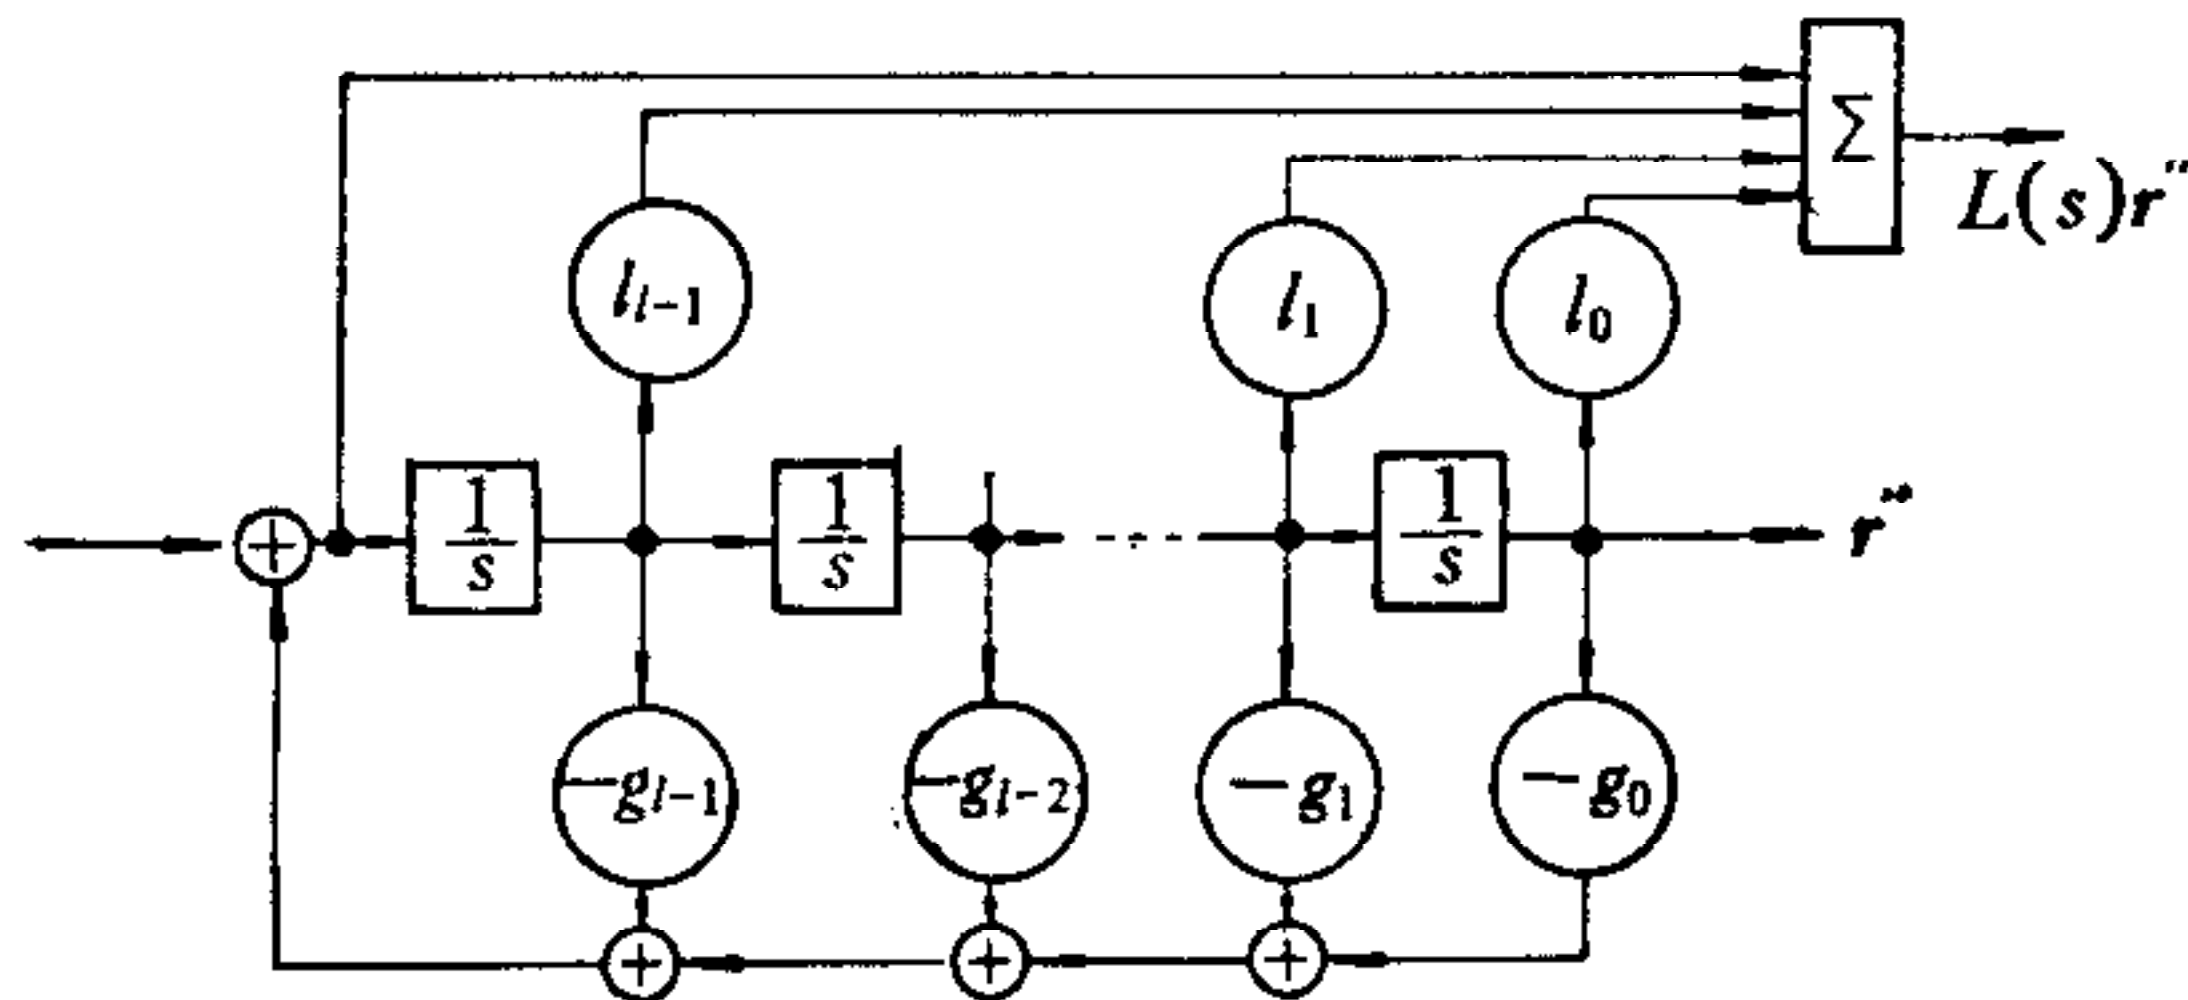 Σ
L(s)r″
l_{l-1}
l_1
l_0
+
1/s
1/s
1/s
r
-g_{l-1}
-g_{l-2}
-g_1
-g_0
+
+
+